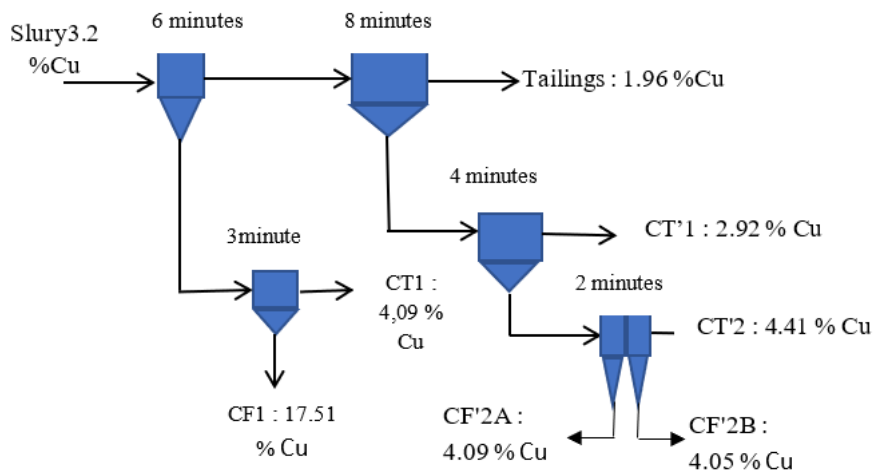 6 minutes
8 minutes
Slury3.2
%Cu
Tailings : 1.96 %Cu
4 minutes
3minute
CT’1 : 2.92 % Cu
CT1 :
4,09 %
Cu
2 minutes
CT'2 : 4.41 % Cu
CF1 : 17.51
% Cu
CF'2A :
4.09 % Cu
CF'2B :
4.05 % Cu